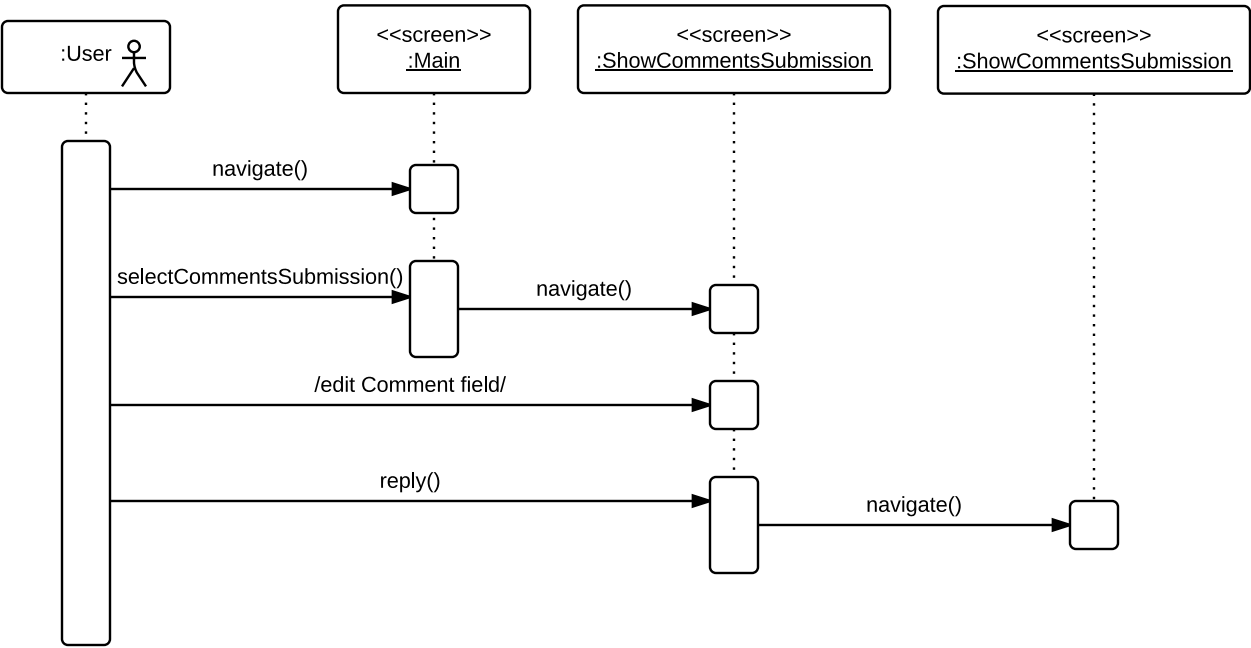 :User
<<screen>>
:Main
<<screen>>
:ShowCommentsSubmission
<<screen>>
:ShowCommentsSubmission
navigate()
selectCommentsSubmission()
navigate()
/edit Comment field/
reply()
navigate()